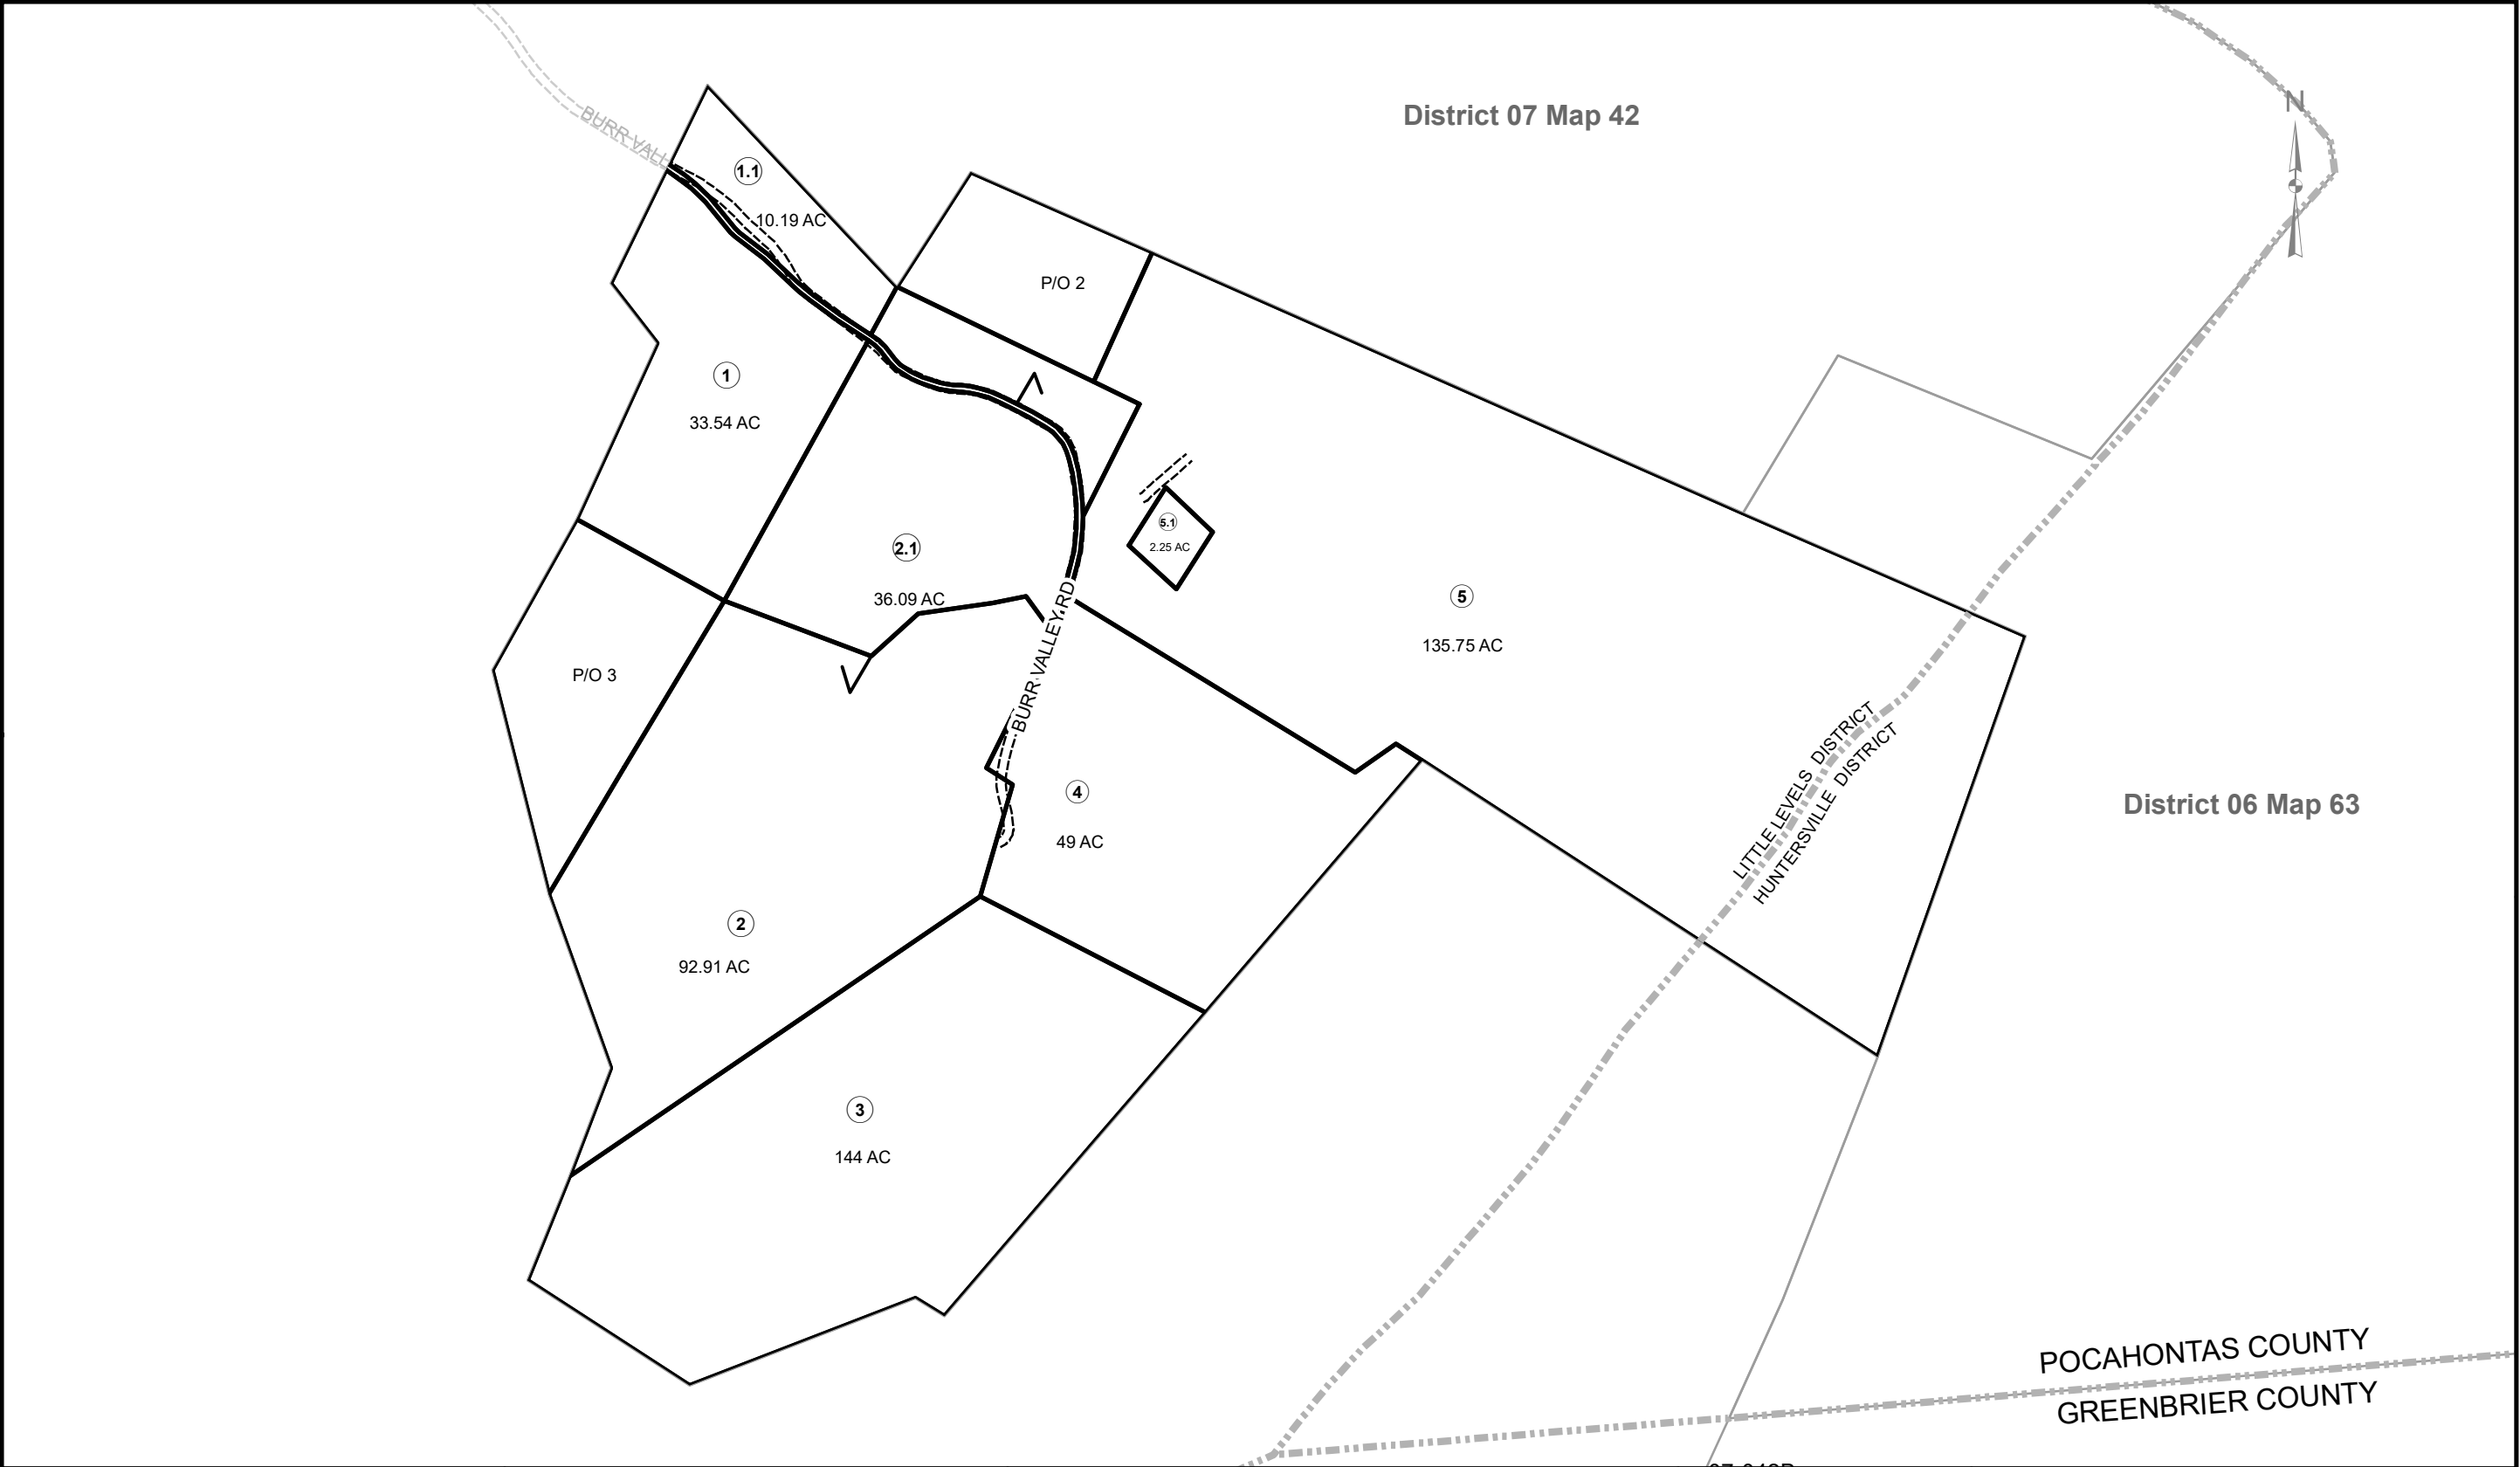 District 07 Map 42
N
BURR VALL
1.1
10.19 AC
P/O 2
1
33.54 AC
5.1
2.25 AC
2.1
36.09 AC
5
135.75 AC
BURR VALLEY RD
P/O 3
LITTLE LEVELS DISTRICT
HUNTERSVILLE DISTRICT
District 06 Map 63
4
49 AC
2
92.91 AC
3
144 AC
POCAHONTAS COUNTY
GREENBRIER COUNTY